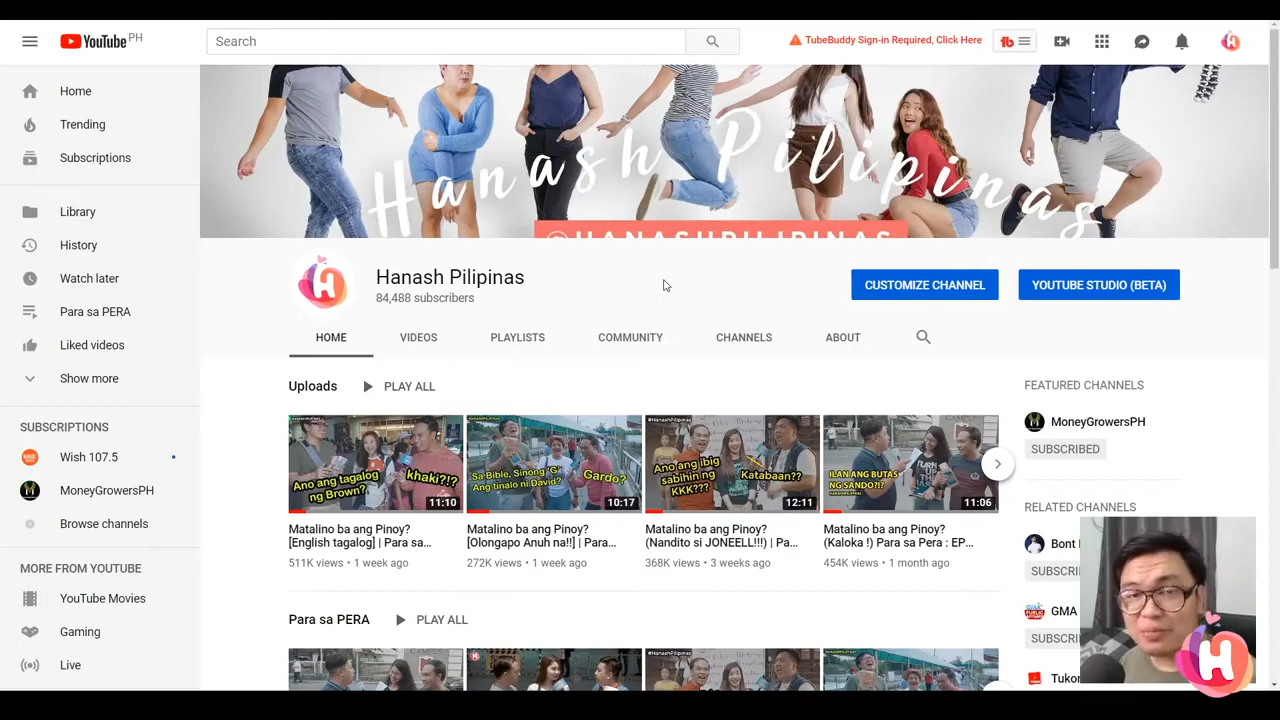 YouTube PH
Search
TubeBuddy Sign-in Required, Click Here
tb
Home
Trending
Subscriptions
Library
History
Watch later
Para sa PERA
Liked videos
Show more
SUBSCRIPTIONS
Wish 107.5
MoneyGrowersPH
Browse channels
MORE FROM YOUTUBE
YouTube Movies
Gaming
Live
Hanash Pilipinas
@HANASHPILIPINAS
Hanash Pilipinas
84,488 subscribers
CUSTOMIZE CHANNEL
YOUTUBE STUDIO (BETA)
HOME
VIDEOS
PLAYLISTS
COMMUNITY
CHANNELS
ABOUT
Uploads
PLAY ALL
Ano ang tagalog
ng Brown?
khaki?!?
11:10
Matalino ba ang Pinoy?
[English tagalog] | Para sa...
511K views • 1 week ago
Sa Bible, Sinong 'G'
Ang tinalo ni David?
Gardo?
10:17
Matalino ba ang Pinoy?
[Olongapo Anuh na!!] | Para...
272K views • 1 week ago
#HanashPilipinas
Ano ang ibig
sabihin ng
KKK???
Katabaan??
12:11
Matalino ba ang Pinoy?
(Nandito si JONEELL!!!) | Pa...
368K views • 3 weeks ago
ILAN ANG BUTAS
NG SANDO?!?
11:06
Matalino ba ang Pinoy?
(Kaloka !) Para sa Pera : EP...
454K views • 1 month ago
Para sa PERA
PLAY ALL
#HanashPilipinas
FEATURED CHANNELS
MoneyGrowersPH
SUBSCRIBED
RELATED CHANNELS
Bont
SUBSCRI
GMA
SUBSCRI
Tukon
H